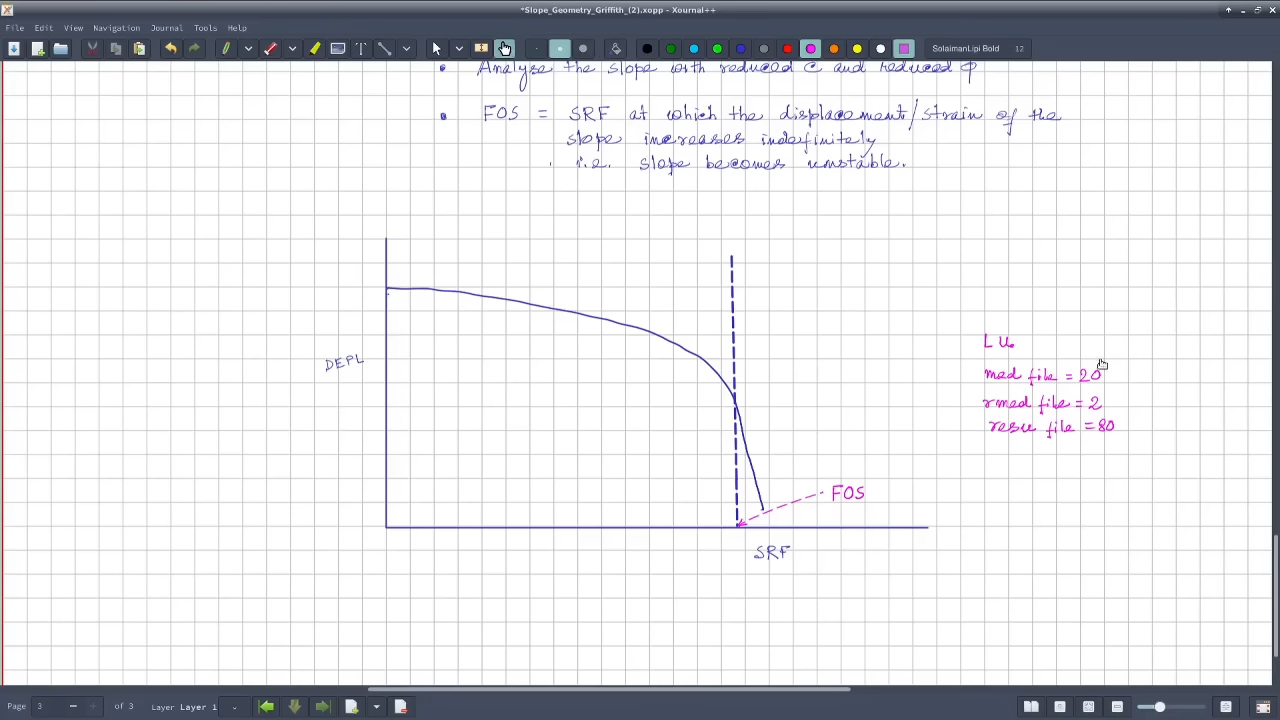 *Slope_Geometry_Griffith_(2).xopp - Xournal++
File Edit View Navigation Journal Tools Help
SolaimanLipi Bold 12
• Analyse the slope with reduced c and reduced φ
• FOS = SRF at which the displacement/strain of the
slope increases indefinitely
i.e. slope becomes unstable.
DEPL
LU.
med file = 20
rmed file = 2
resu file = 80
FOS
SRF
Page 3 of 3 Layer Layer 1